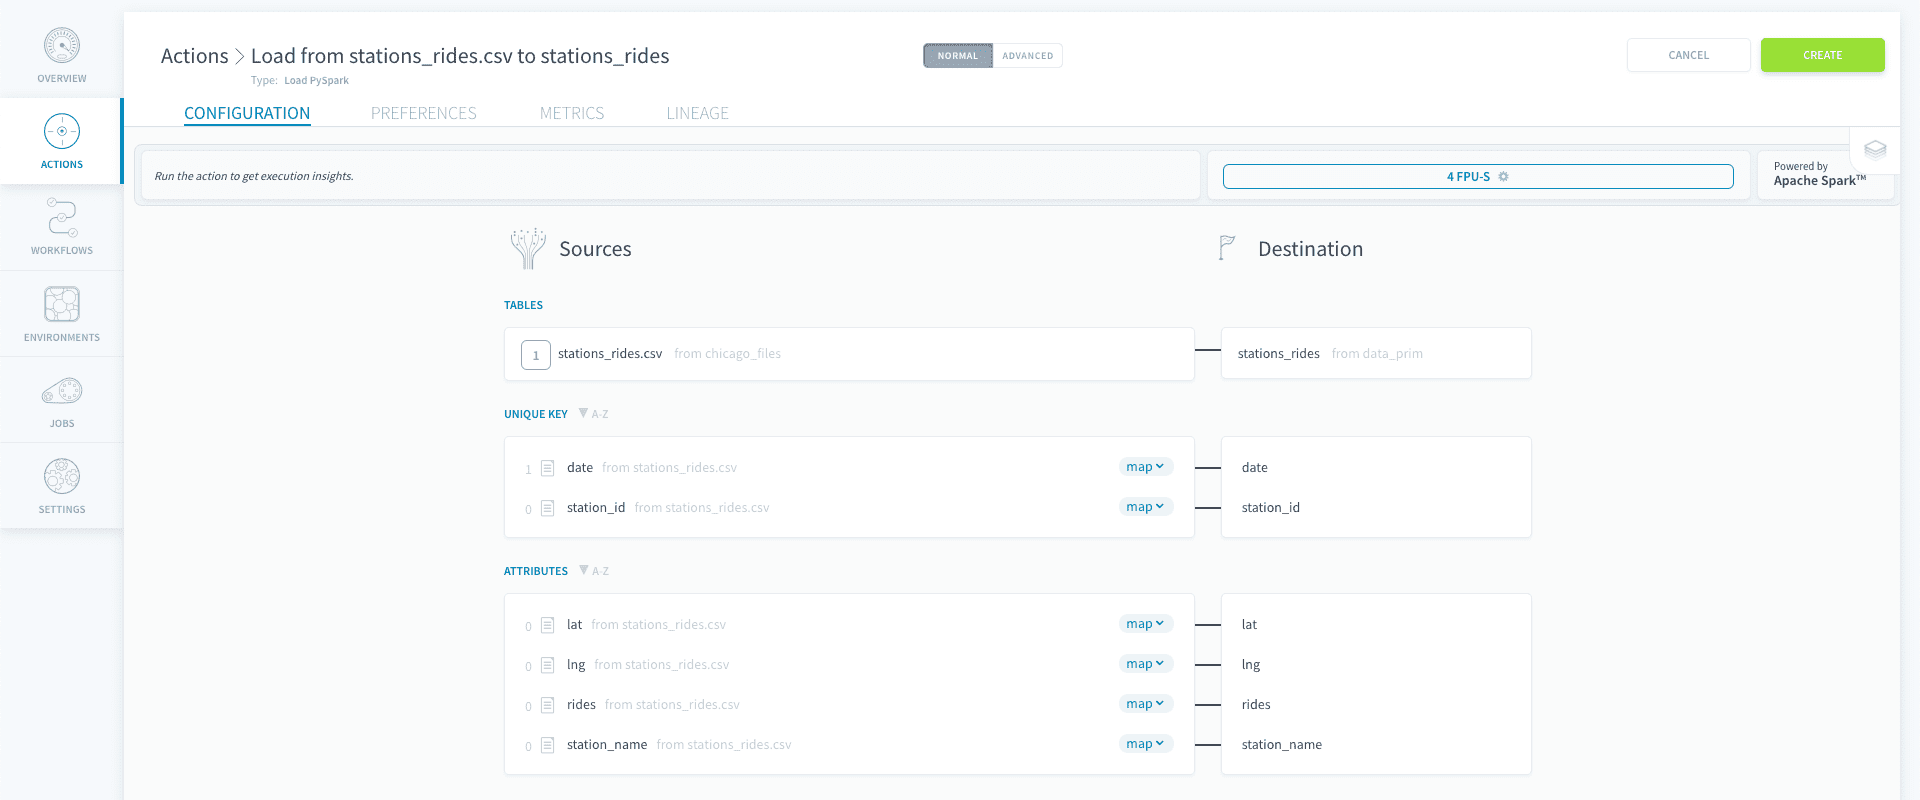 OVERVIEW
ACTIONS
WORKFLOWS
ENVIRONMENTS
JOBS
SETTINGS
Actions > Load from stations_rides.csv to stations_rides
Type: Load PySpark
NORMAL ADVANCED
CANCEL CREATE
CONFIGURATION PREFERENCES METRICS LINEAGE
Run the action to get execution insights.
4 FPU-S
Powered by
Apache Spark™
Sources Destination
TABLES
1 stations_rides.csv from chicago_files stations_rides from data_prim
UNIQUE KEY ▼ A-Z
1 date from stations_rides.csv map date
0 station_id from stations_rides.csv map station_id
ATTRIBUTES ▼ A-Z
0 lat from stations_rides.csv map lat
0 lng from stations_rides.csv map lng
0 rides from stations_rides.csv map rides
0 station_name from stations_rides.csv map station_name